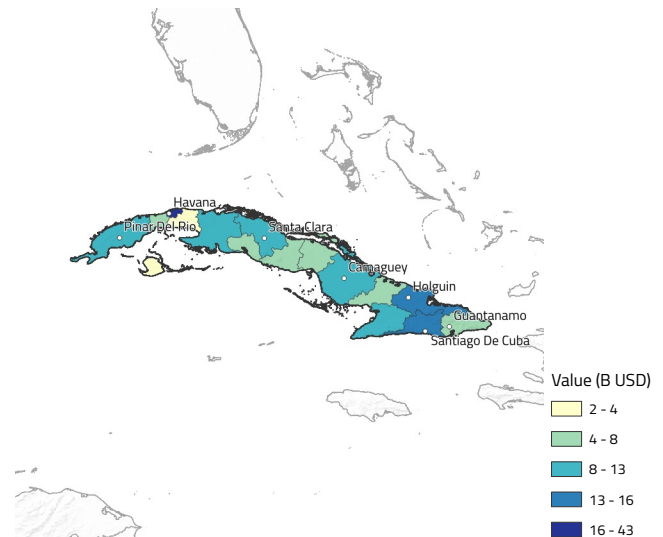 Havana
Pinar Del Rio
Santa Clara
Camaguey
Holguin
Guantanamo
Santiago De Cuba
Value (B USD)
2 - 4
4 - 8
8 - 13
13 - 16
16 - 43